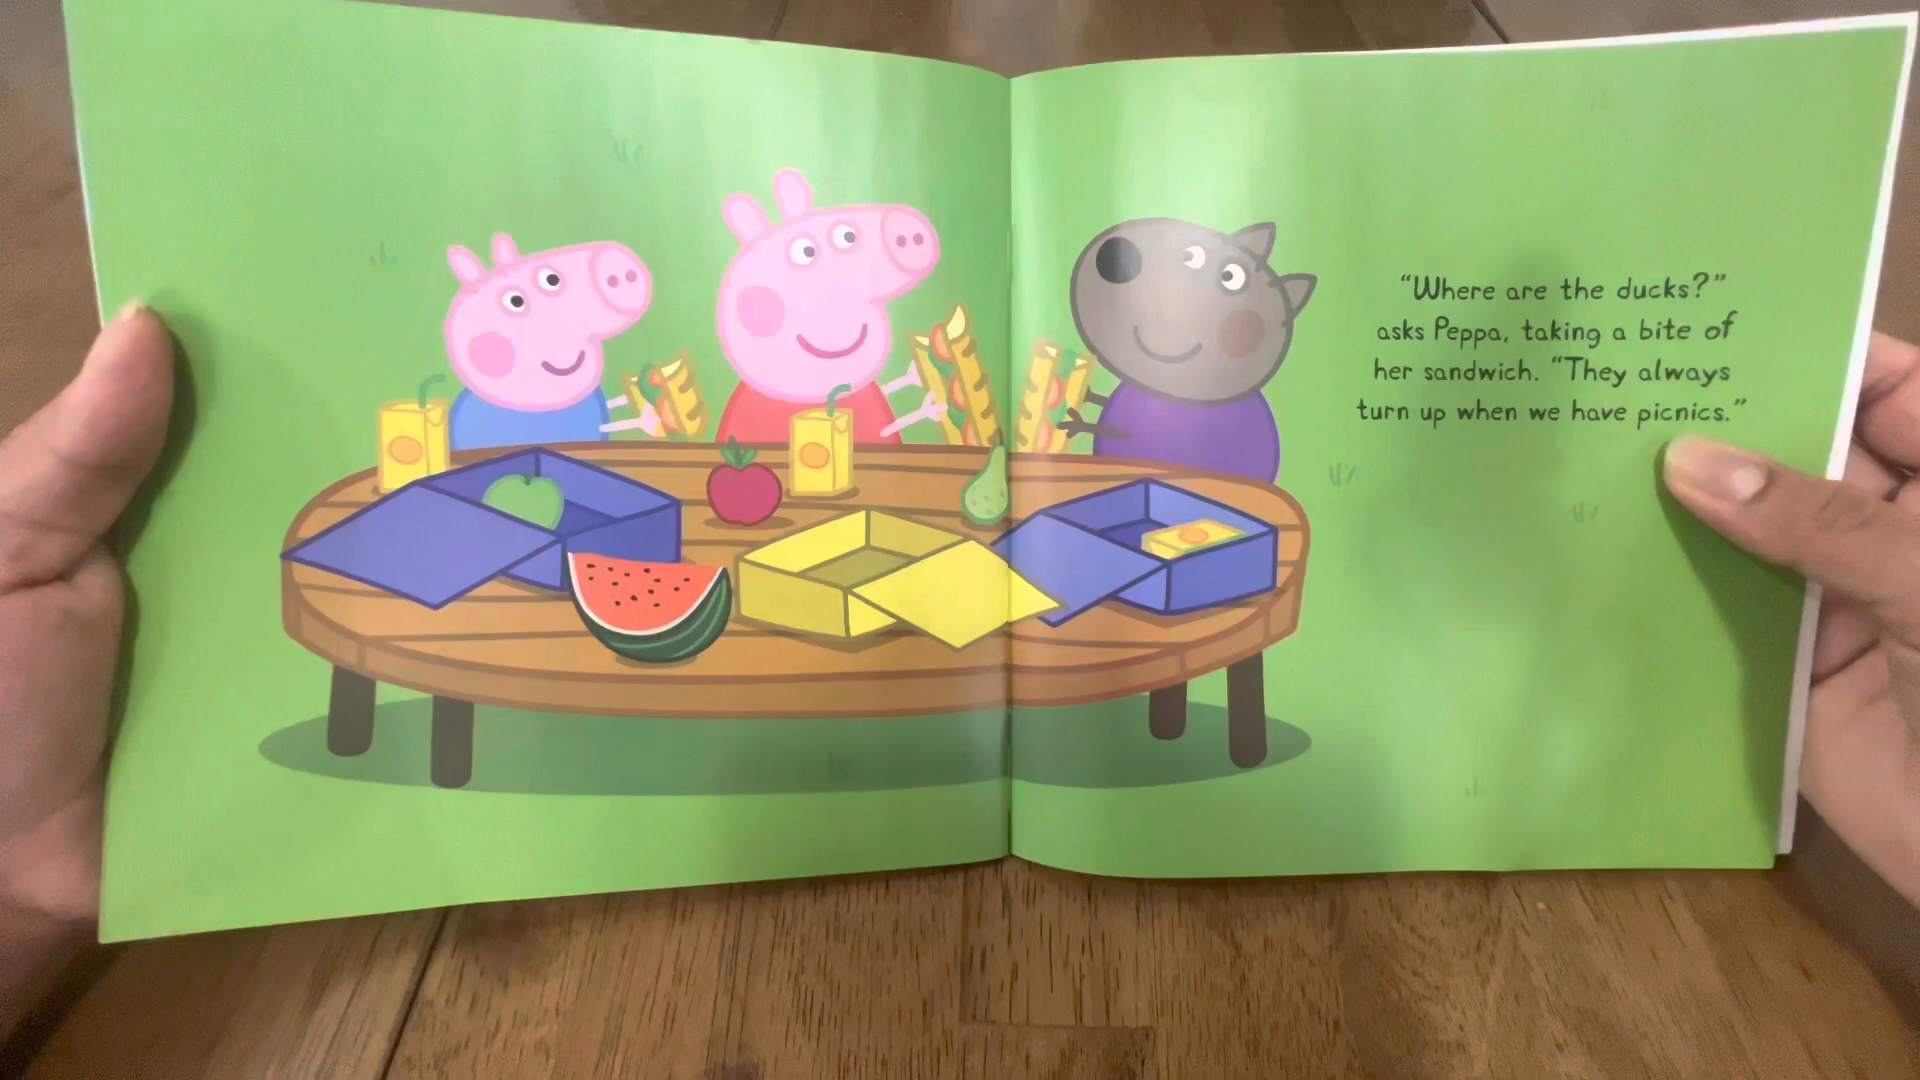 “Where are the ducks?”
asks Peppa, taking a bite of
her sandwich. “They always
turn up when we have picnics.”